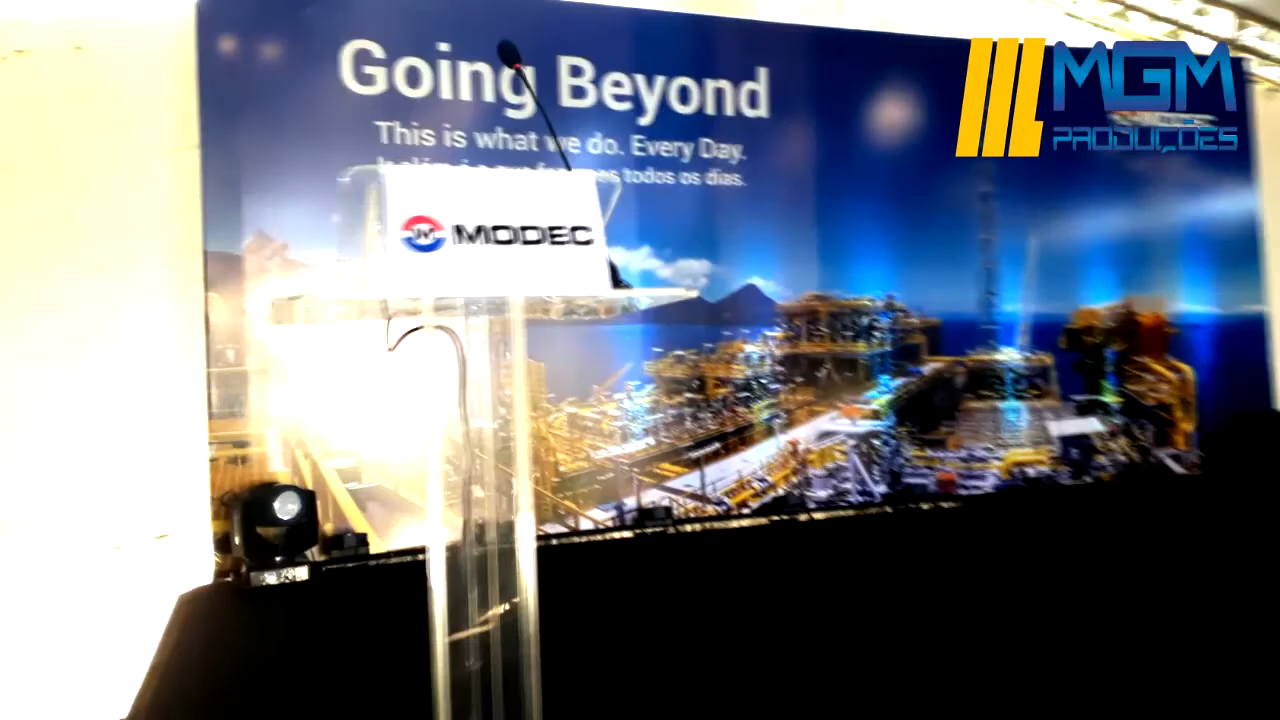 Going Beyond
This is what we do. Every Day.
todos os dias.
MODEC
MGM
PRODUÇÕES